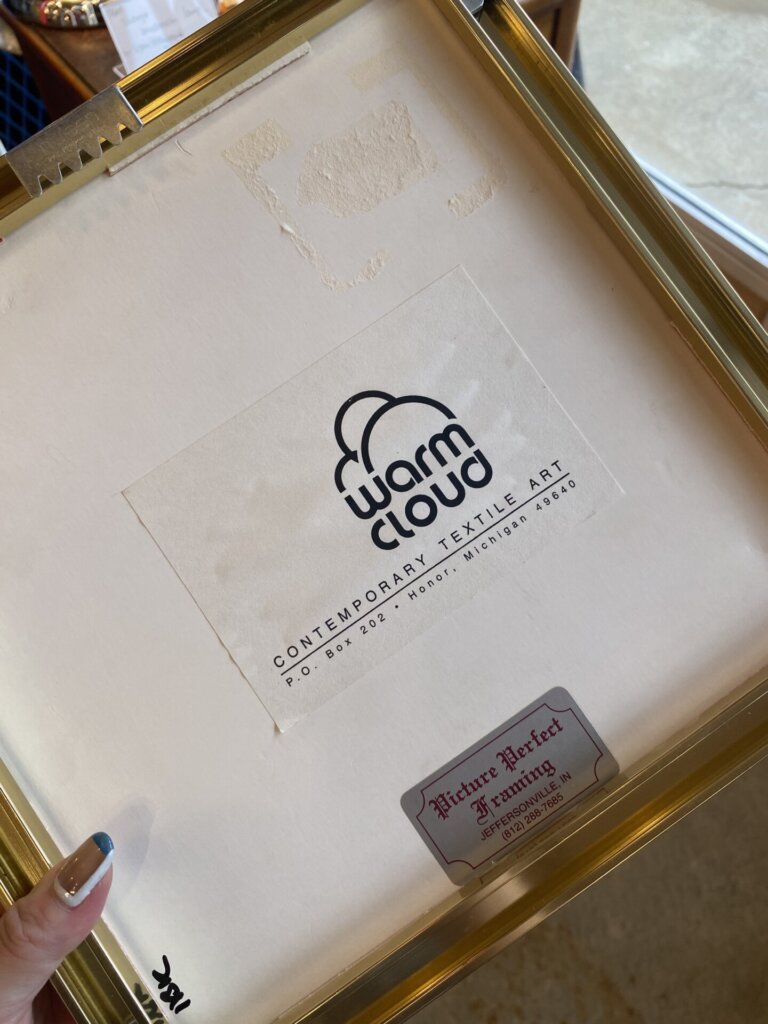 warm
cloud
CONTEMPORARY TEXTILE ART
P.O. Box 202 • Honor, Michigan 49640
Picture Perfect
Framing
JEFFERSONVILLE, IN
(812) 288-7685